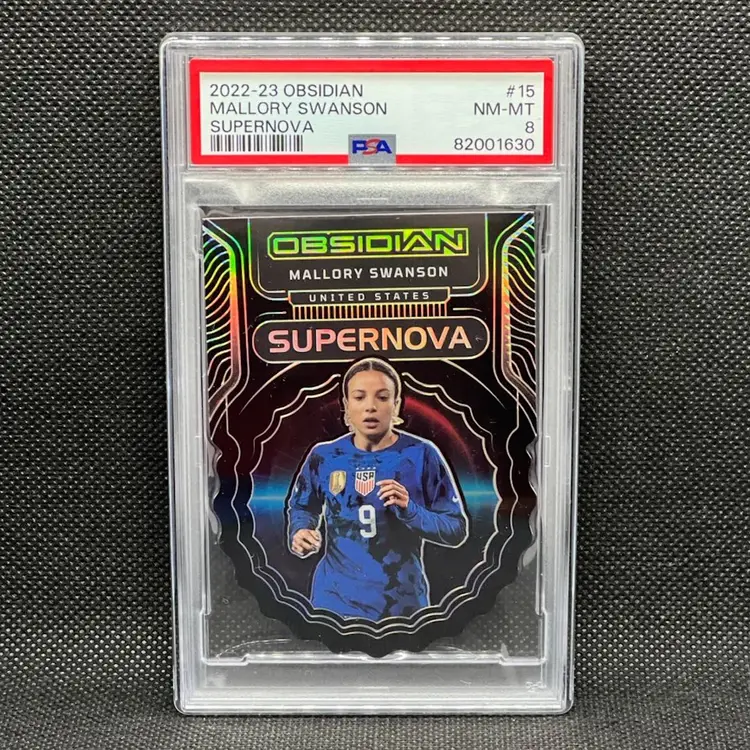 2022-23 OBSIDIAN #15
MALLORY SWANSON NM-MT
SUPERNOVA 8
PSA 82001630
OBSIDIAN
MALLORY SWANSON
UNITED STATES
SUPERNOVA
USA
9